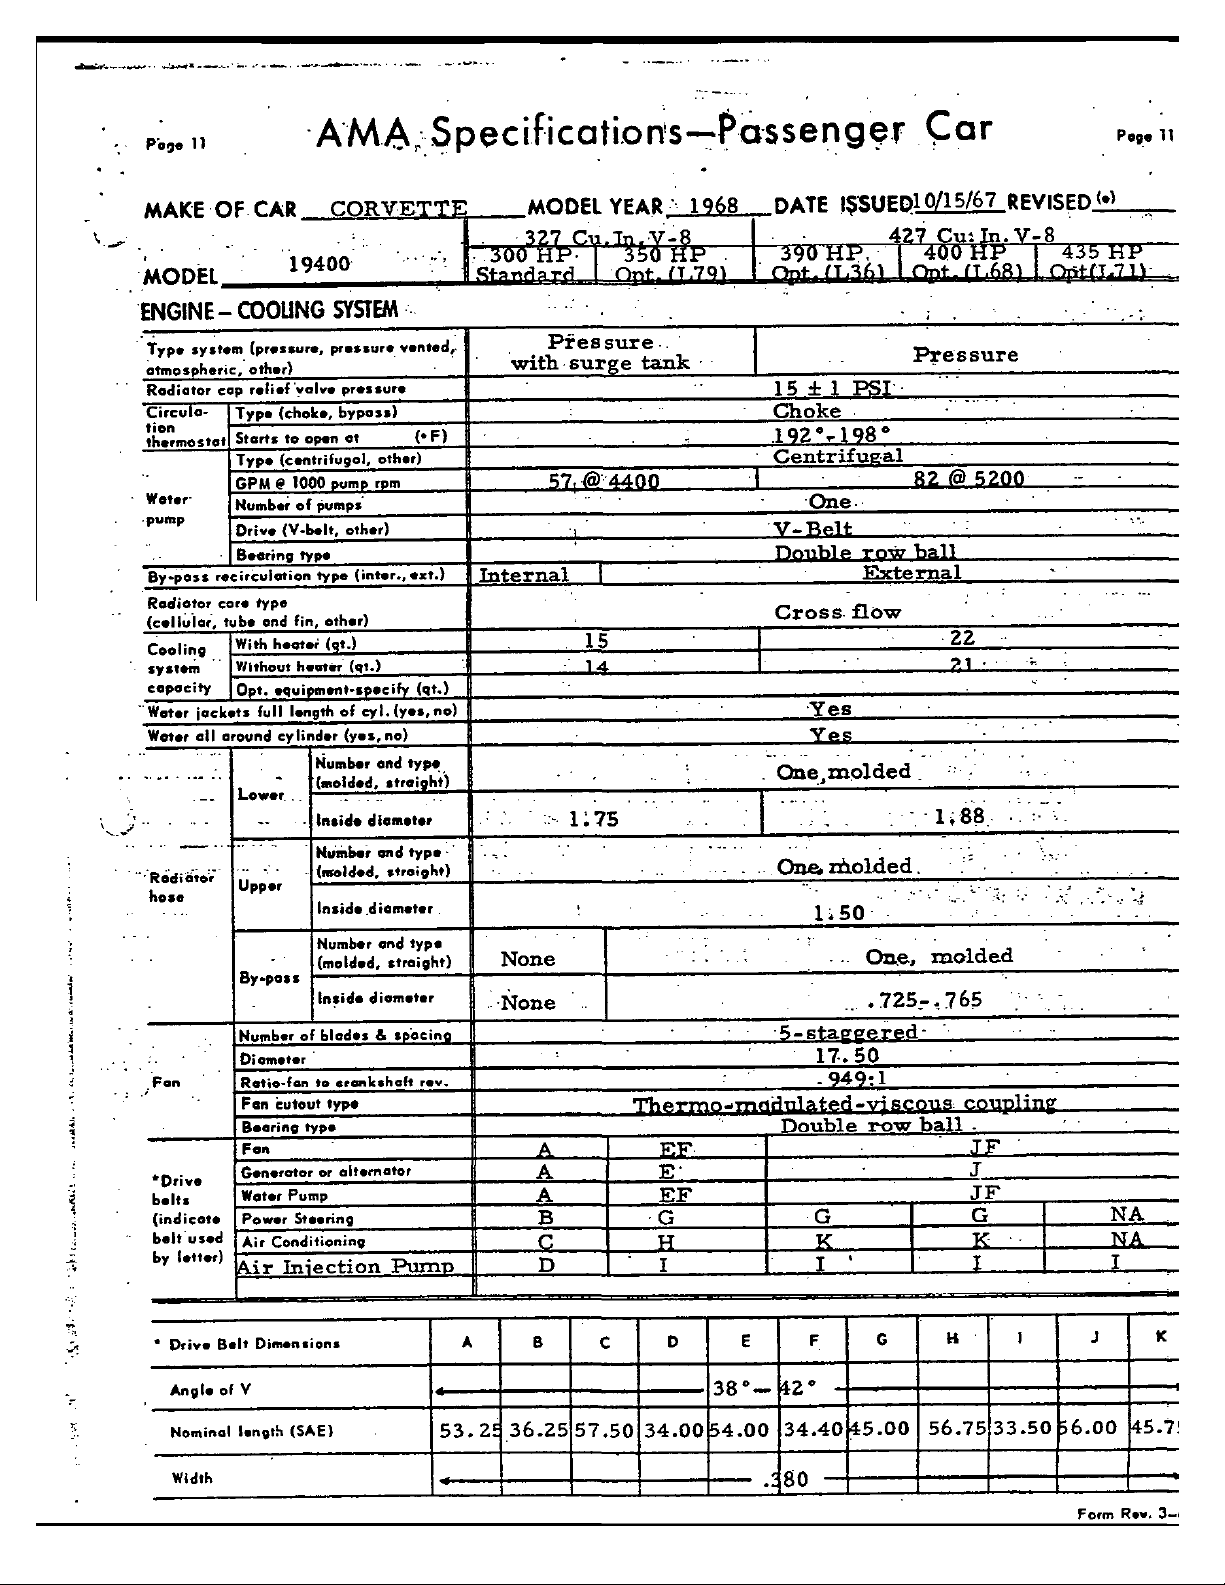 Page 11 AMA Specifications—Passenger Car Page 11
MAKE OF CAR CORVETTE MODEL YEAR 1968 DATE ISSUED 10/15/67 REVISED (•)
327 Cu. In. V-8 427 Cu. In. V-8
300 HP 350 HP 390 HP 400 HP 435 HP
MODEL 19400 Standard Opt. (L79) Opt. (L36) Opt. (L68) Opt(L71)
ENGINE – COOLING SYSTEM
Type system (pressure, pressure vented, atmospheric, other) Pressure with surge tank Pressure
Radiator cap relief valve pressure 15 ± 1 PSI
Circulation thermostat Type (choke, bypass) Choke
Starts to open at (°F) 192°-198°
Water pump Type (centrifugal, other) Centrifugal
GPM @ 1000 pump rpm 57 @ 4400 82 @ 5200
Number of pumps One
Drive (V-belt, other) V-Belt
Bearing type Double row ball
By-pass recirculation type (inter., ext.) Internal External
Radiator core type (cellular, tube and fin, other) Cross flow
Cooling system capacity With heater (qt.) 15 22
Without heater (qt.) 14 21
Opt. equipment-specify (qt.)
Water jackets full length of cyl. (yes, no) Yes
Water all around cylinder (yes, no) Yes
Radiator hose Lower Number and type (molded, straight) One, molded
Inside diameter 1.75 1.88
Upper Number and type (molded, straight) One, molded
Inside diameter 1.50
By-pass Number and type (molded, straight) None One, molded
Inside diameter None .725-.765
Fan Number of blades & spacing 5-staggered
Diameter 17.50
Ratio-fan to crankshaft rev. .949:1
Fan cutout type Thermo-modulated-viscous coupling
Bearing type Double row ball
*Drive belts (indicate belt used by letter) Fan A EF JF
Generator or alternator A E J
Water Pump A EF JF
Power Steering B G G G NA
Air Conditioning C H K K NA
Air Injection Pump D I I I I
* Drive Belt Dimensions A B C D E F G H I J K
Angle of V 38°—42°
Nominal length (SAE) 53.25 36.25 57.50 34.00 54.00 34.40 45.00 56.75 33.50 56.00 45.7
Width .380
Form Rev. 3–